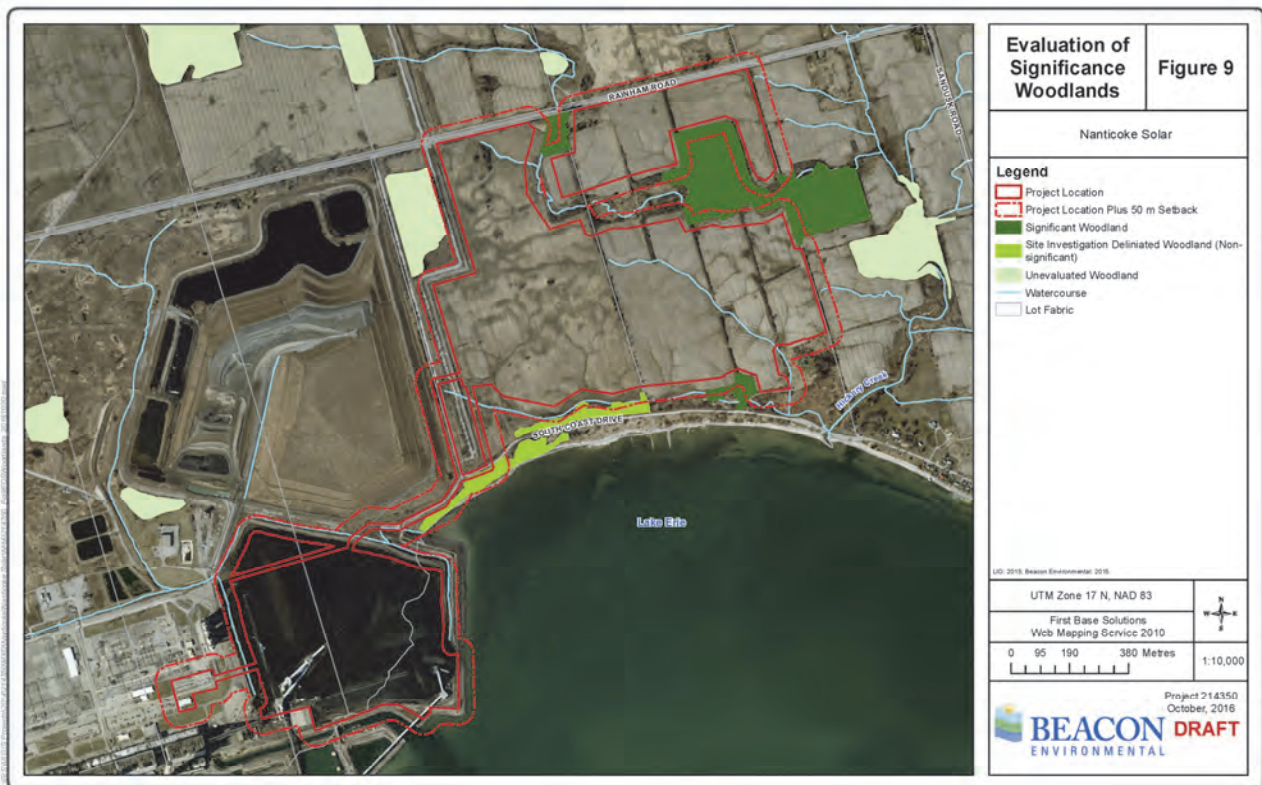 Evaluation of
Significance
Woodlands
Figure 9
Nanticoke Solar
Legend
Project Location
Project Location Plus 50 m Setback
Significant Woodland
Site Investigation Deliniated Woodland (Non-
significant)
Unevaluated Woodland
Watercourse
Lot Fabric
RAINHAM ROAD
SANDUSK ROAD
SOUTH COAST DRIVE
Hickory Creek
Lake Erie
UTM Zone 17 N, NAD 83
First Base Solutions
Web Mapping Service 2010
N
W E
S
0 95 190 380 Metres
1:10,000
Project 214350
October, 2016
BEACON DRAFT
ENVIRONMENTAL